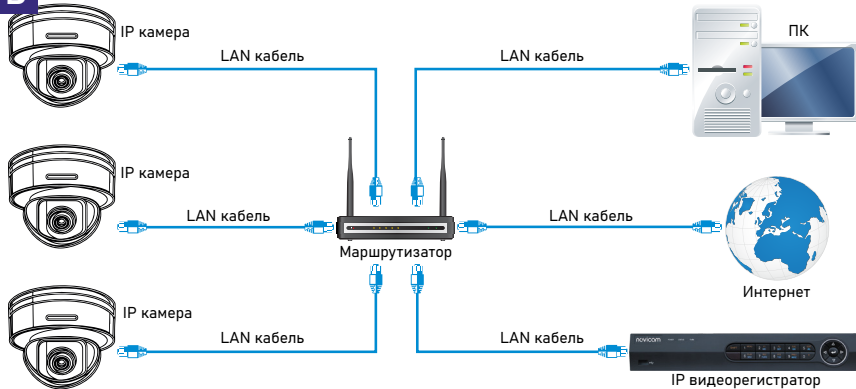 IP камера
LAN кабель
LAN кабель
ПК
IP камера
LAN кабель
LAN кабель
Маршрутизатор
Интернет
IP камера
LAN кабель
LAN кабель
novicom
IP видеорегистратор